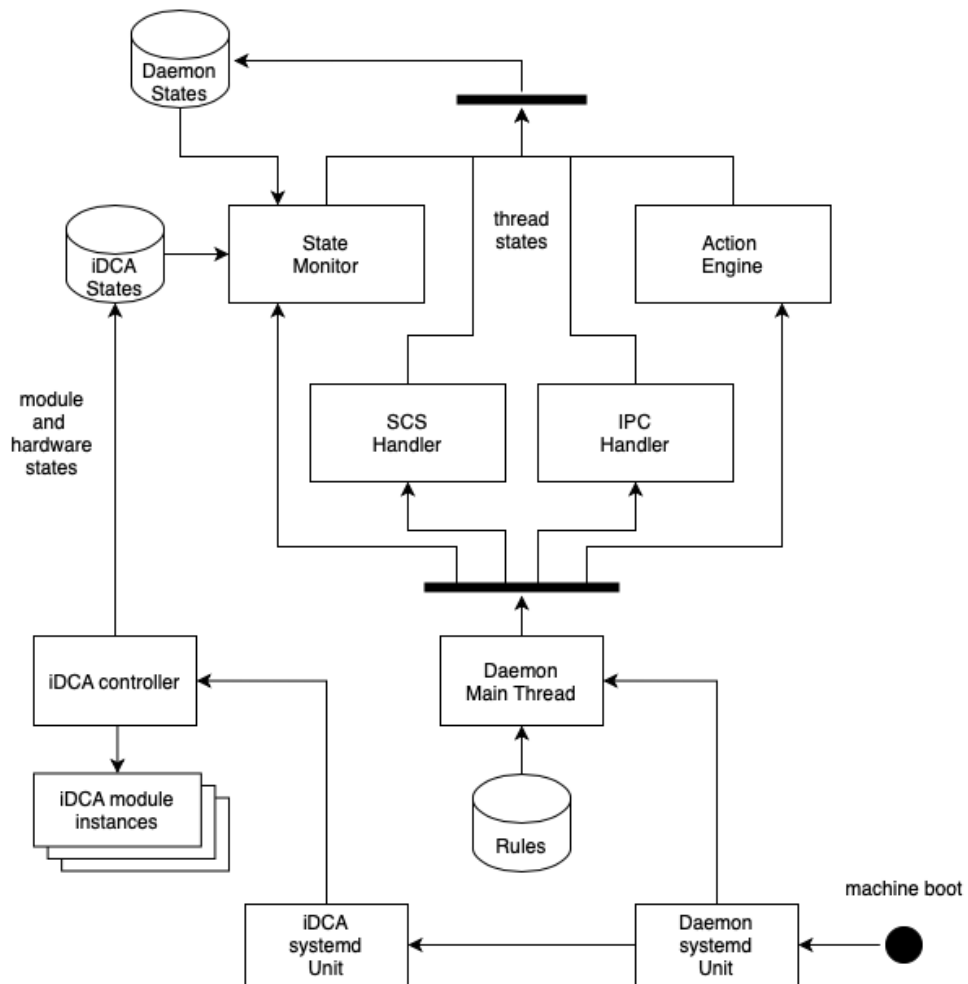 Daemon
States
iDCA
States
State
Monitor
thread
states
Action
Engine
module
and
hardware
states
SCS
Handler
IPC
Handler
iDCA controller
Daemon
Main Thread
iDCA module
instances
Rules
machine boot
iDCA
systemd
Unit
Daemon
systemd
Unit